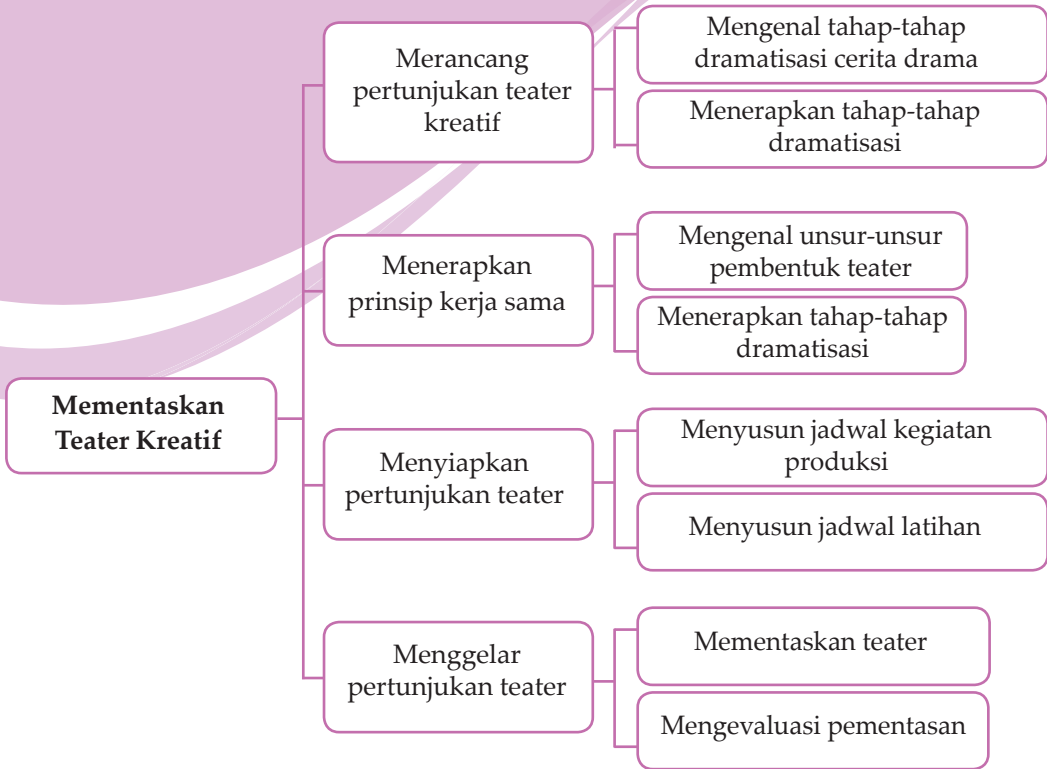 Merancang
pertunjukan teater
kreatif
Mengenal tahap-tahap
dramatisasi cerita drama
Menerapkan tahap-tahap
dramatisasi
Menerapkan
prinsip kerja sama
Mengenal unsur-unsur
pembentuk teater
Menerapkan tahap-tahap
dramatisasi
Mementaskan
Teater Kreatif
Menyiapkan
pertunjukan teater
Menyusun jadwal kegiatan
produksi
Menyusun jadwal latihan
Menggelar
pertunjukan teater
Mementaskan teater
Mengevaluasi pementasan